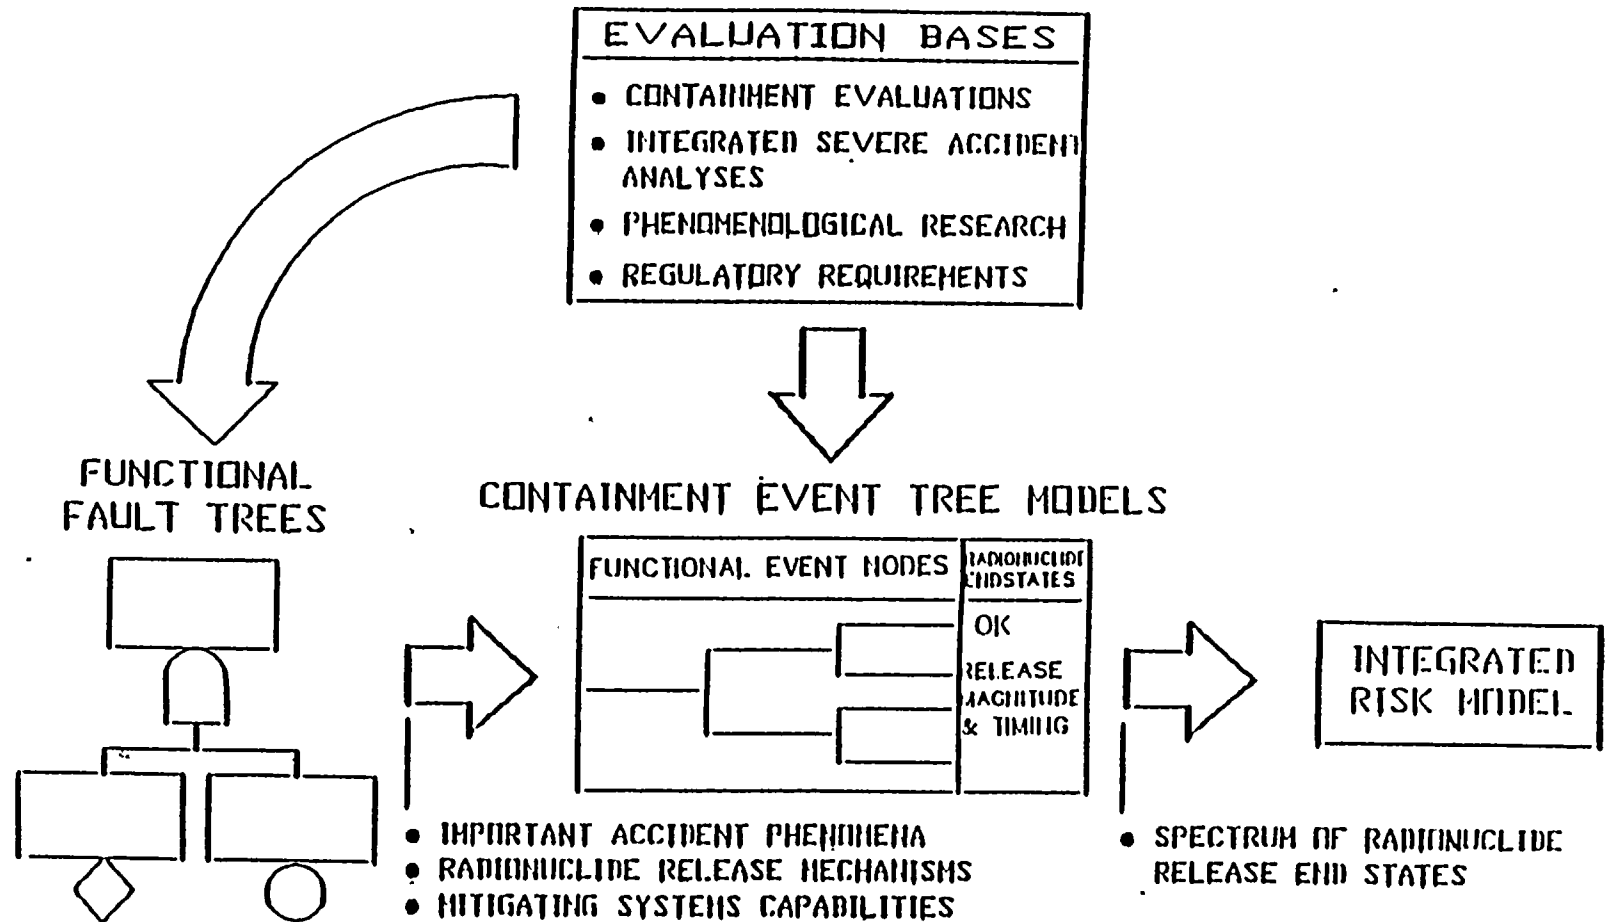 EVALUATION BASES
• CONTAINMENT EVALUATIONS
• INTEGRATED SEVERE ACCIDENT
ANALYSES
• PHENOMENOLOGICAL RESEARCH
• REGULATORY REQUIREMENTS
FUNCTIONAL
FAULT TREES
CONTAINMENT EVENT TREE MODELS
FUNCTIONAL EVENT NODES
RADIONUCLIDE
ENDSTATES
OK
RELEASE
MAGNITUDE
& TIMING
INTEGRATED
RISK MODEL
• IMPORTANT ACCIDENT PHENOMENA
• RADIONUCLIDE RELEASE MECHANISMS
• MITIGATING SYSTEMS CAPABILITIES
• SPECTRUM OF RADIONUCLIDE
RELEASE END STATES